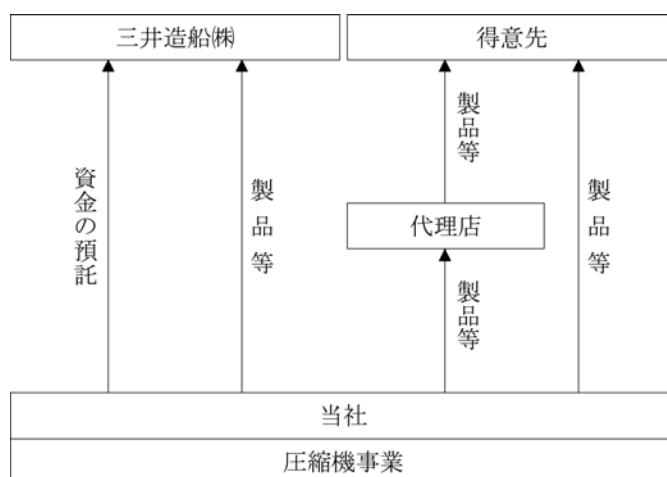 三井造船㈱
得意先
資金の預託
製品等
製品等
製品等
代理店
製品等
当社
圧縮機事業